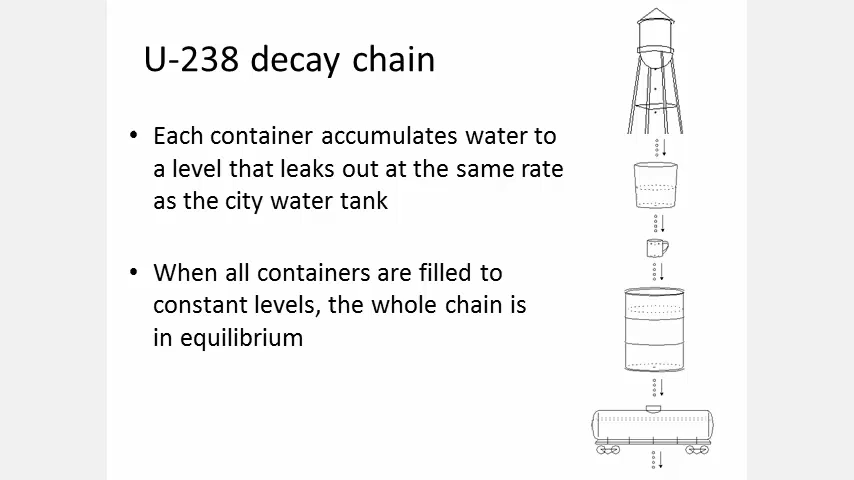 U-238 decay chain
• Each container accumulates water to
a level that leaks out at the same rate
as the city water tank
• When all containers are filled to
constant levels, the whole chain is
in equilibrium